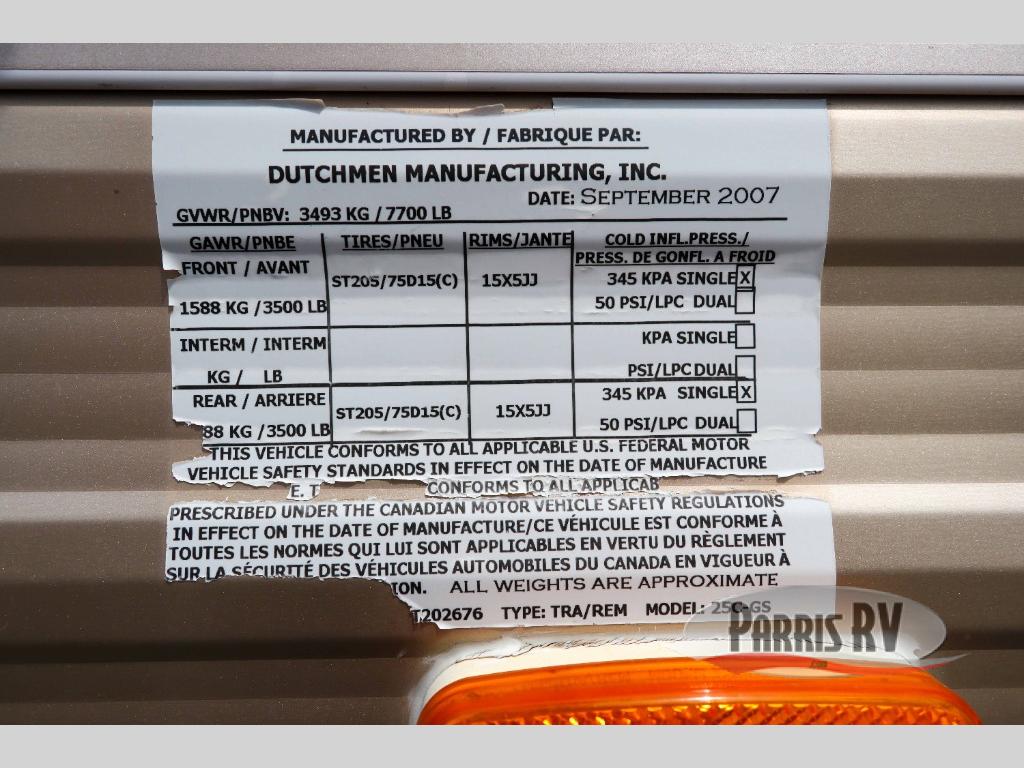 MANUFACTURED BY / FABRIQUE PAR:
DUTCHMEN MANUFACTURING, INC.
DATE: SEPTEMBER 2007
GVWR/PNBV: 3493 KG / 7700 LB
GAWR/PNBE TIRES/PNEU RIMS/JANTE COLD INFL.PRESS./
PRESS. DE GONFL. A FROID
FRONT / AVANT ST205/75D15(C) 15X5JJ 345 KPA SINGLE X
1588 KG /3500 LB 50 PSI/LPC DUAL
INTERM / INTERM KPA SINGLE
KG / LB PSI/LPC DUAL
REAR / ARRIERE ST205/75D15(C) 15X5JJ 345 KPA SINGLE X
88 KG /3500 LB 50 PSI/LPC DUAL
THIS VEHICLE CONFORMS TO ALL APPLICABLE U.S. FEDERAL MOTOR
VEHICLE SAFETY STANDARDS IN EFFECT ON THE DATE OF MANUFACTURE
CONFORMS TO ALL APPLICAB
PRESCRIBED UNDER THE CANADIAN MOTOR VEHICLE SAFETY REGULATIONS
IN EFFECT ON THE DATE OF MANUFACTURE/CE VÉHICULE EST CONFORME À
TOUTES LES NORMES QUI LUI SONT APPLICABLES EN VERTU DU RÈGLEMENT
SUR LA SÉCURITÉ DES VÉHICULES AUTOMOBILES DU CANADA EN VIGUEUR À
ION. ALL WEIGHTS ARE APPROXIMATE
T202676 TYPE: TRA/REM MODEL: 25C-GS
PARRIS RV
.com